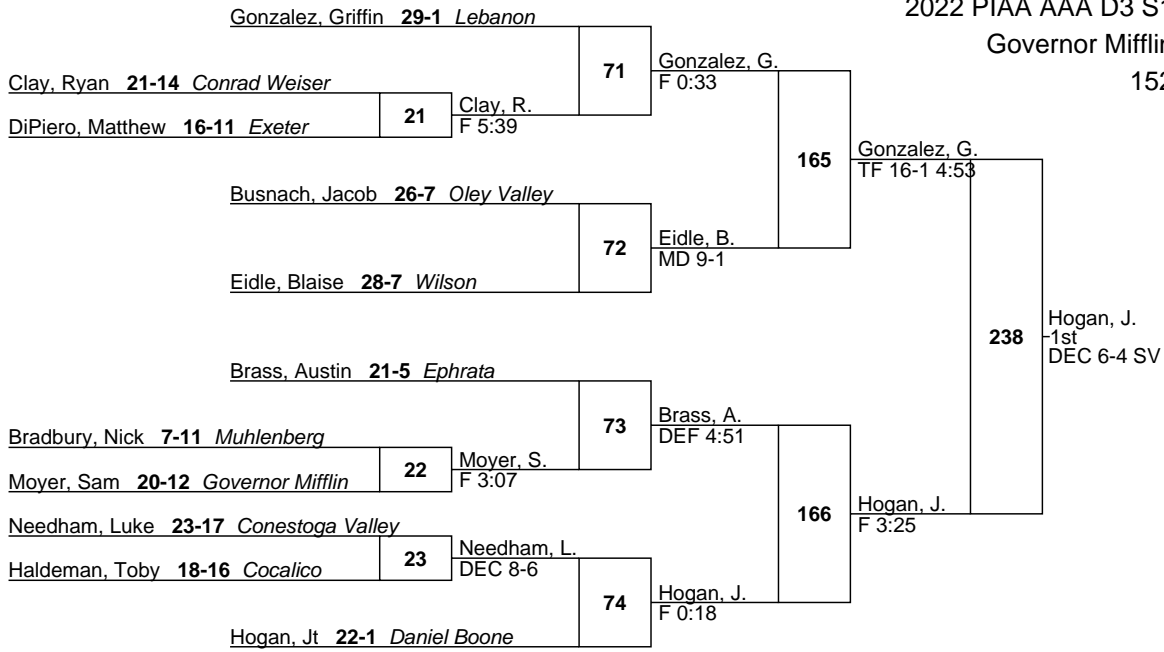 2022 PIAA AAA D3
Governor Mifflin
152
Gonzalez, Griffin 29-1 Lebanon
71
Gonzalez, G.
F 0:33
Clay, Ryan 21-14 Conrad Weiser
21
Clay, R.
F 5:39
DiPiero, Matthew 16-11 Exeter
165
Gonzalez, G.
TF 16-1 4:53
Busnach, Jacob 26-7 Oley Valley
72
Eidle, B.
MD 9-1
Eidle, Blaise 28-7 Wilson
238
Hogan, J.
1st
DEC 6-4 SV
Brass, Austin 21-5 Ephrata
73
Brass, A.
DEF 4:51
Bradbury, Nick 7-11 Muhlenberg
22
Moyer, S.
F 3:07
Moyer, Sam 20-12 Governor Mifflin
166
Hogan, J.
F 3:25
Needham, Luke 23-17 Conestoga Valley
23
Needham, L.
DEC 8-6
Haldeman, Toby 18-16 Cocalico
74
Hogan, J.
F 0:18
Hogan, Jt 22-1 Daniel Boone